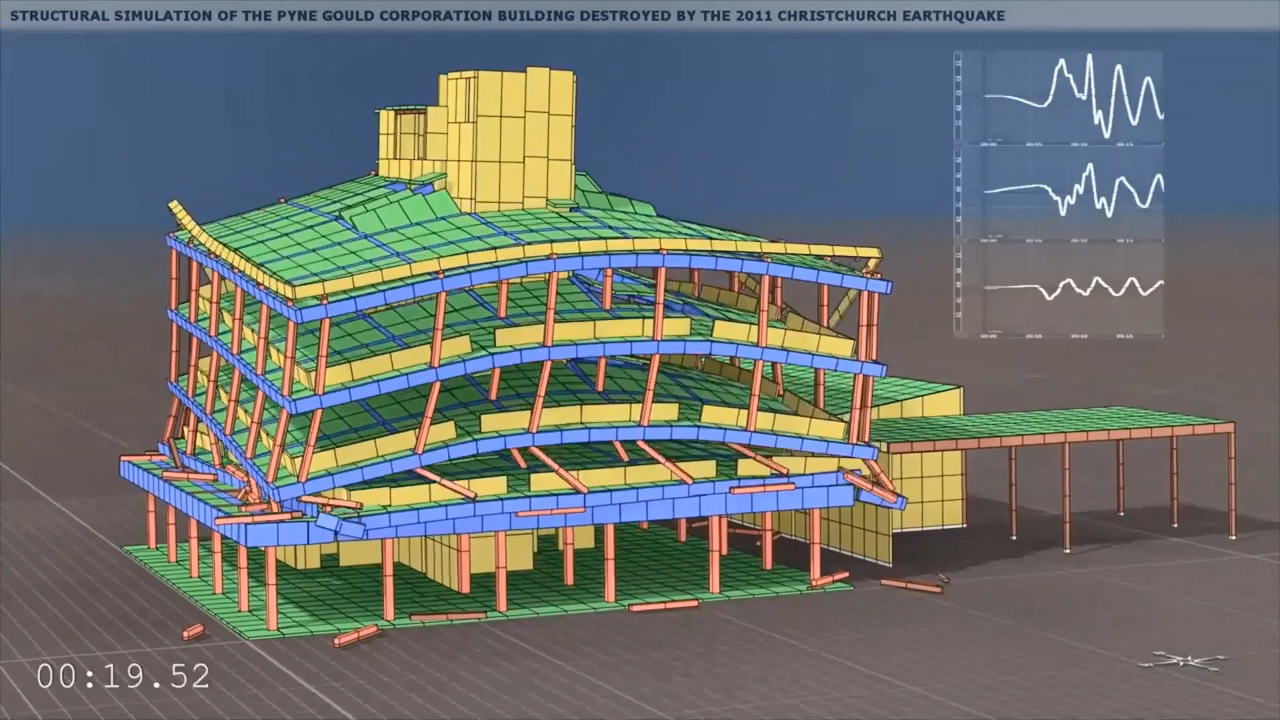 STRUCTURAL SIMULATION OF THE PYNE GOULD CORPORATION BUILDING DESTROYED BY THE 2011 CHRISTCHURCH EARTHQUAKE
00:19.52